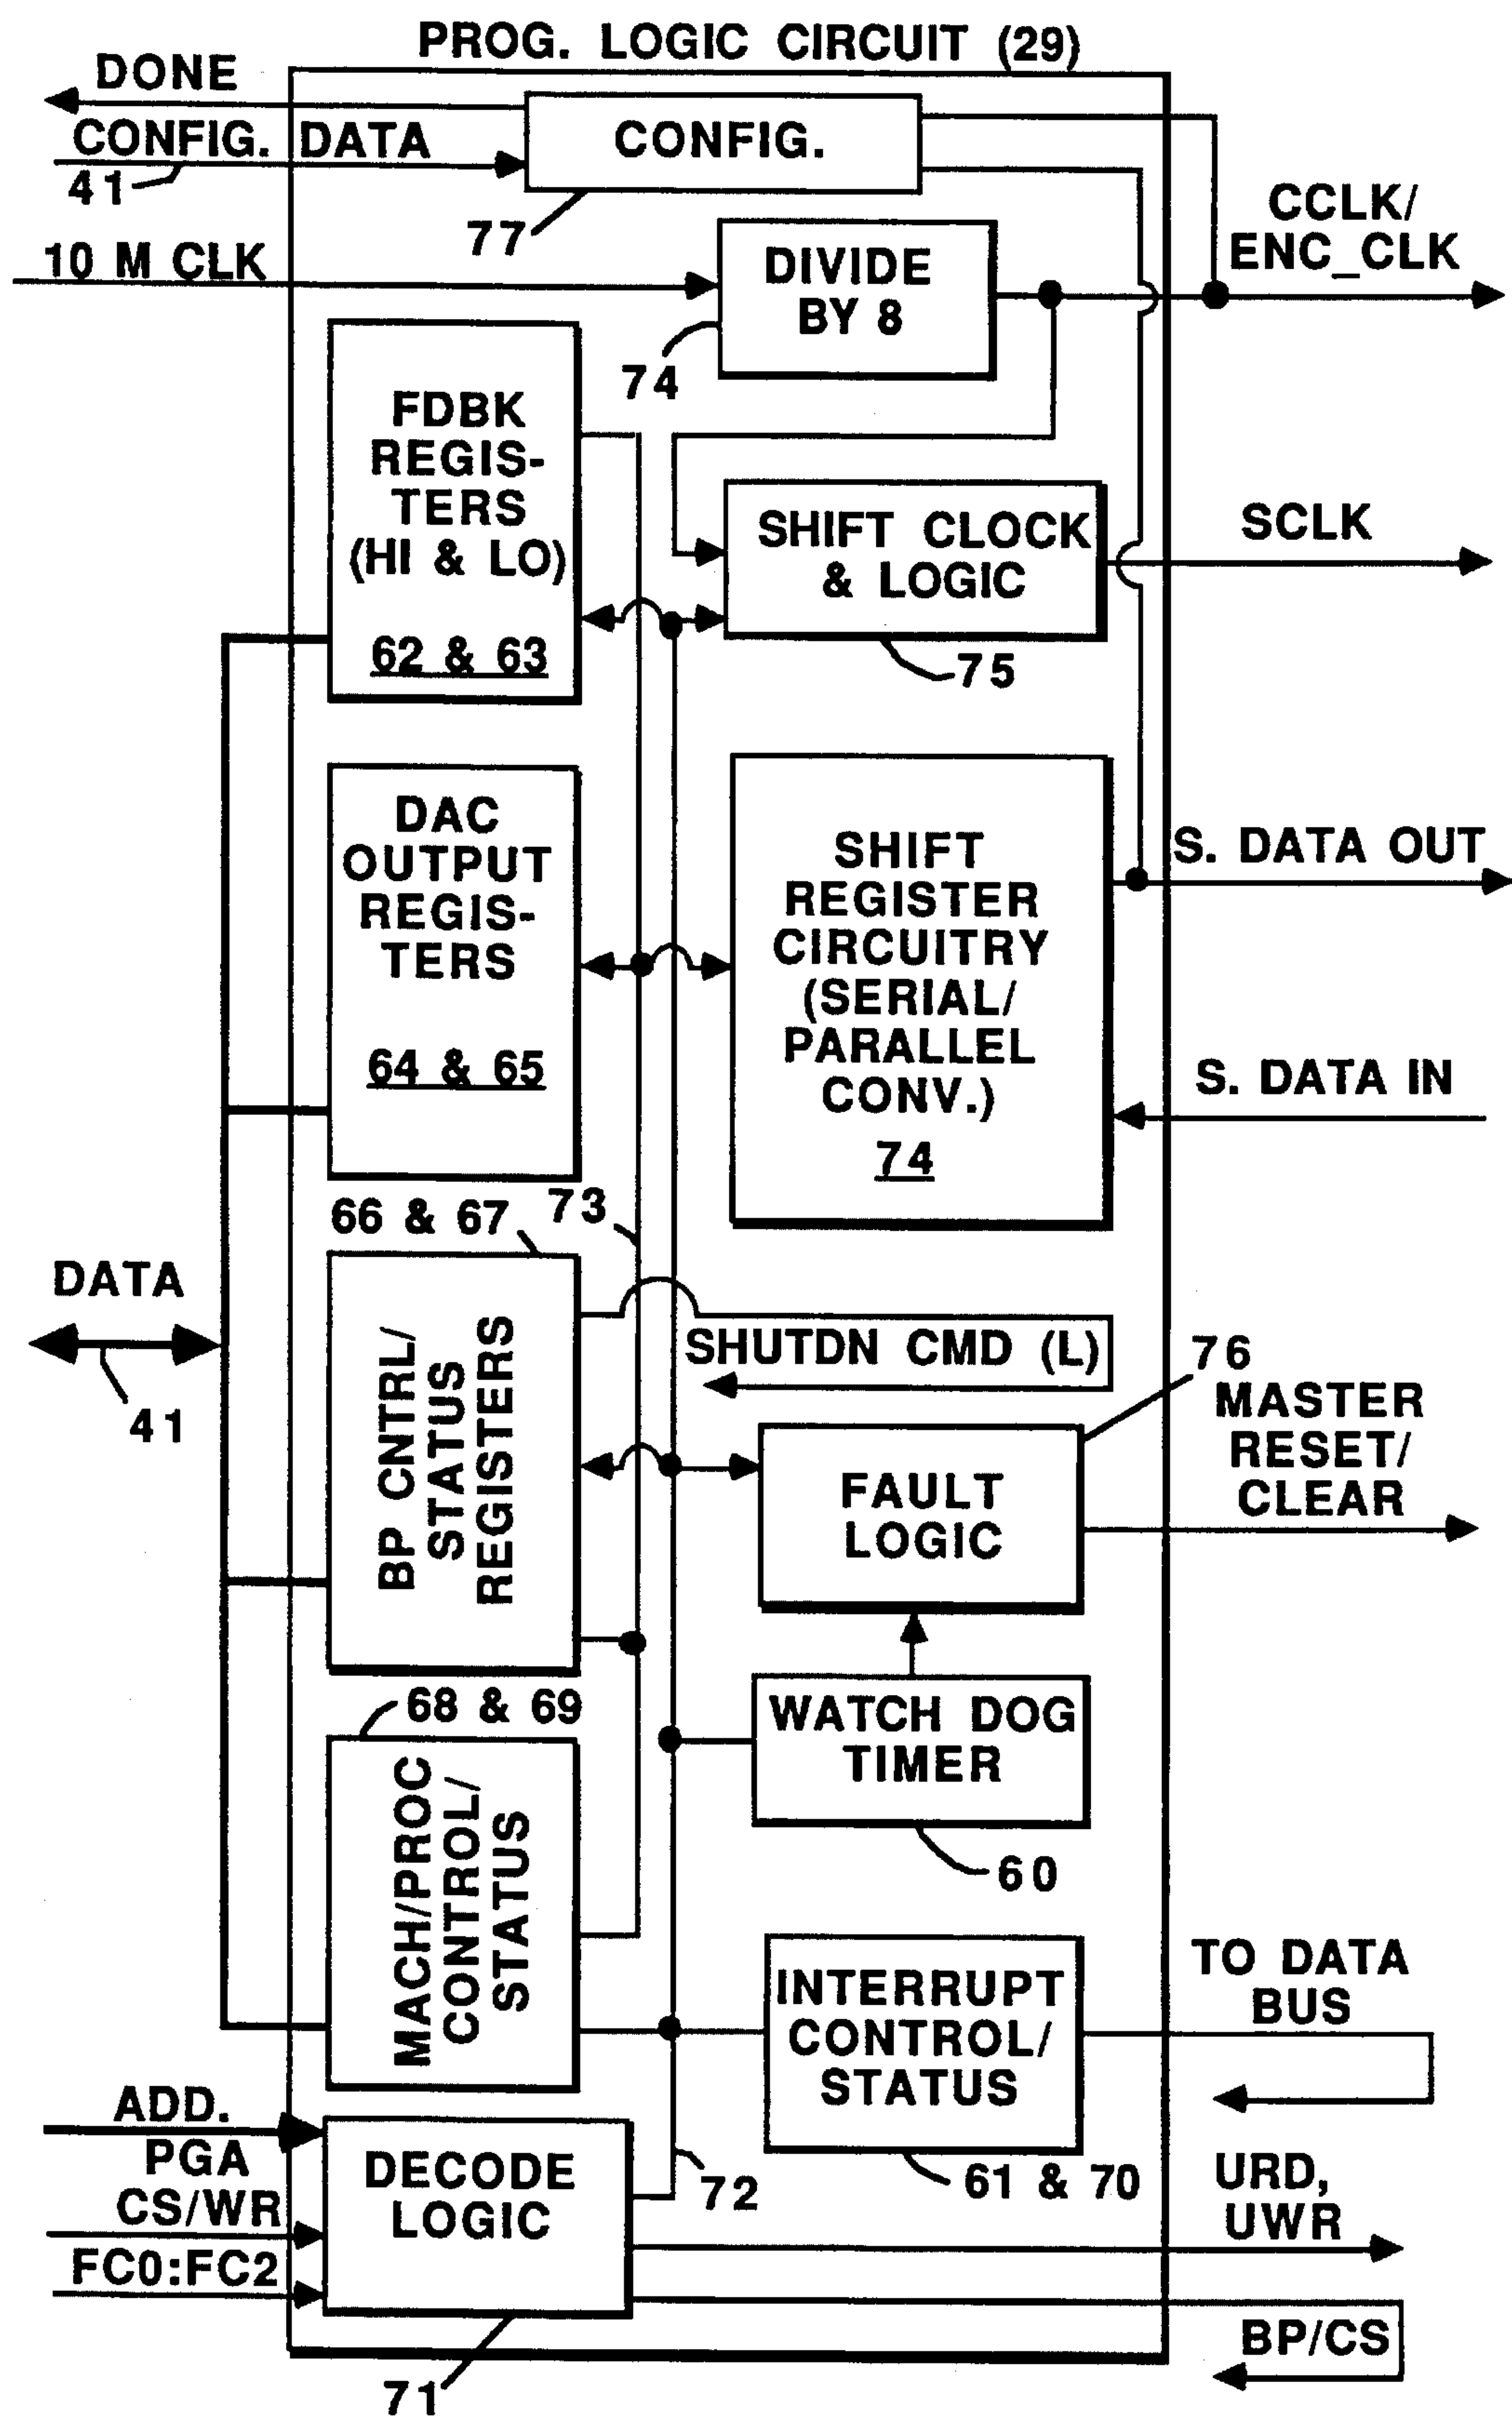 PROG. LOGIC CIRCUIT (29)
DONE
CONFIG. DATA
41
CONFIG.
77
10 M CLK
DIVIDE
BY 8
74
CCLK/
ENC_CLK
FDBK
REGIS-
TERS
(HI & LO)
62 & 63
SHIFT CLOCK
& LOGIC
75
SCLK
DAC
OUTPUT
REGIS-
TERS
64 & 65
SHIFT
REGISTER
CIRCUITRY
(SERIAL/
PARALLEL
CONV.)
74
S. DATA OUT
S. DATA IN
66 & 67
73
DATA
41
BP CNTRL/
STATUS
REGISTERS
SHUTDN CMD (L)
76
MASTER
RESET/
CLEAR
FAULT
LOGIC
68 & 69
WATCH DOG
TIMER
60
MACH/PROC
CONTROL/
STATUS
INTERRUPT
CONTROL/
STATUS
61 & 70
TO DATA
BUS
ADD.
PGA
CS/WR
FC0:FC2
DECODE
LOGIC
72
71
URD,
UWR
BP/CS